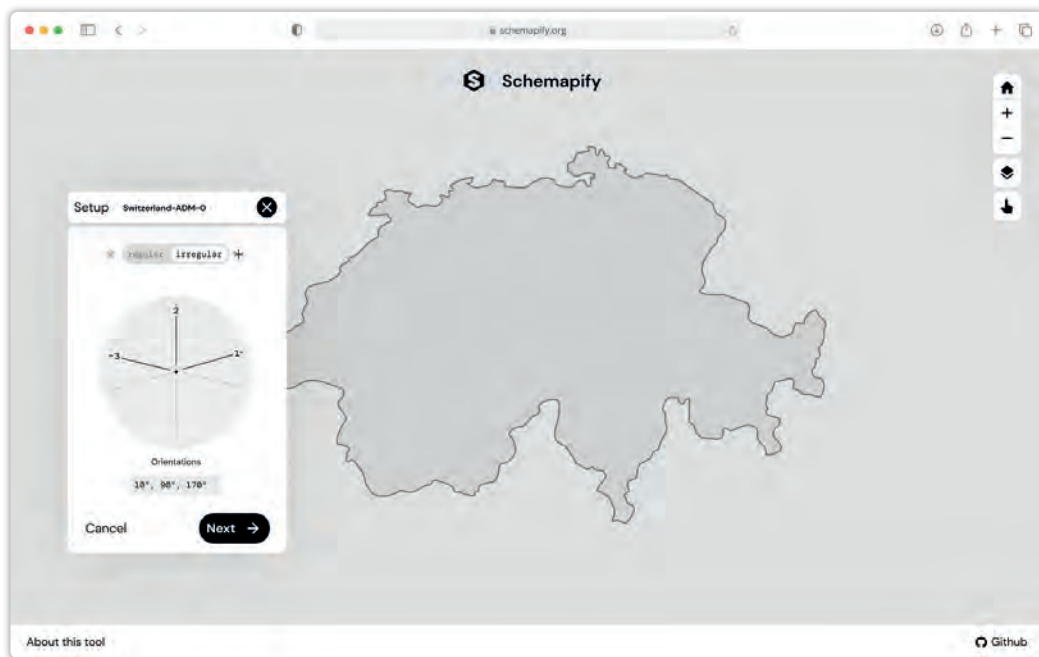 schemapify.org
Schemapify
Setup Switzerland-ADM-0
regular irregular
2
3 1
Orientations
10°, 90°, 170°
Cancel Next →
About this tool Github